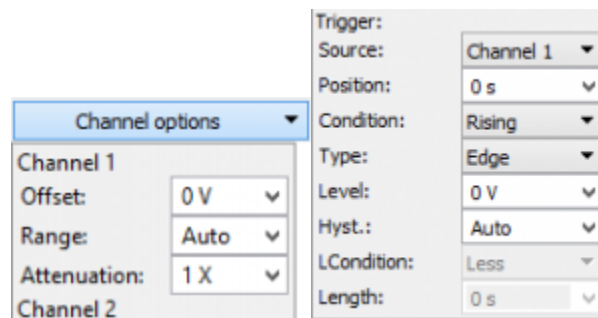 Channel options
Channel 1
Offset: 0 V
Range: Auto
Attenuation: 1 X
Channel 2
Trigger:
Source: Channel 1
Position: 0 s
Condition: Rising
Type: Edge
Level: 0 V
Hyst.: Auto
LCondition: Less
Length: 0 s